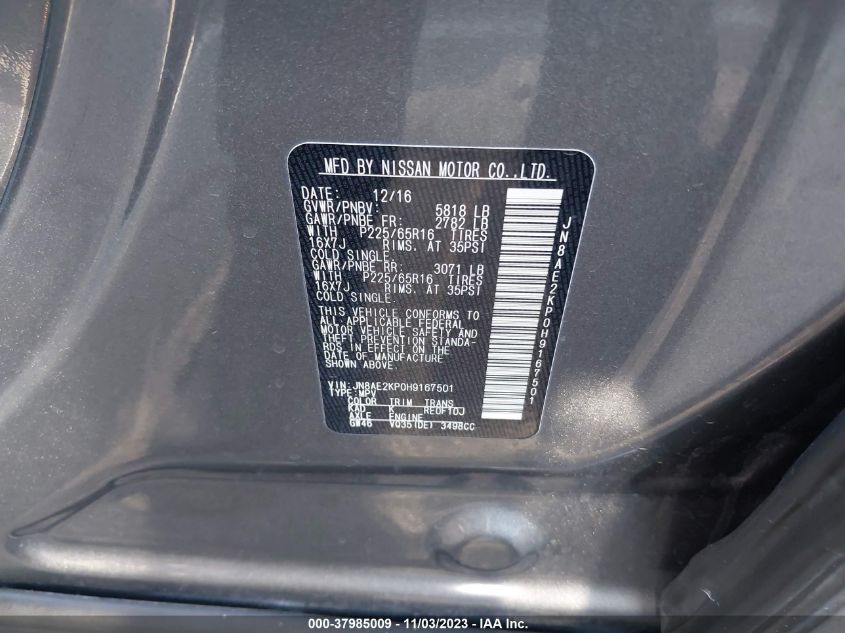 MFD BY NISSAN MOTOR CO.,LTD.
DATE: 12/16
GVWR/PNBV: 5818 LB
GAWR/PNBE FR: 2782 LB
WITH P225/65R16 TIRES
16X7J RIMS. AT 35PSI
COLD SINGLE.
GAWR/PNBE RR: 3071 LB
WITH P225/65R16 TIRES
16X7J RIMS. AT 35PSI
COLD SINGLE.
THIS VEHICLE CONFORMS TO
ALL APPLICABLE FEDERAL
MOTOR VEHICLE SAFETY AND
THEFT PREVENTION STANDA-
RDS IN EFFECT ON THE
DATE OF MANUFACTURE
SHOWN ABOVE.
VIN: JN8AE2KP0H9167501
TYPE: MPV
COLOR TRIM TRANS
KAD K RE0F10J
AXLE ENGINE
GW46 VQ35(DE) 3498CC
JN8AE2KP0H9167501
000-37985009 - 11/03/2023 - IAA Inc.